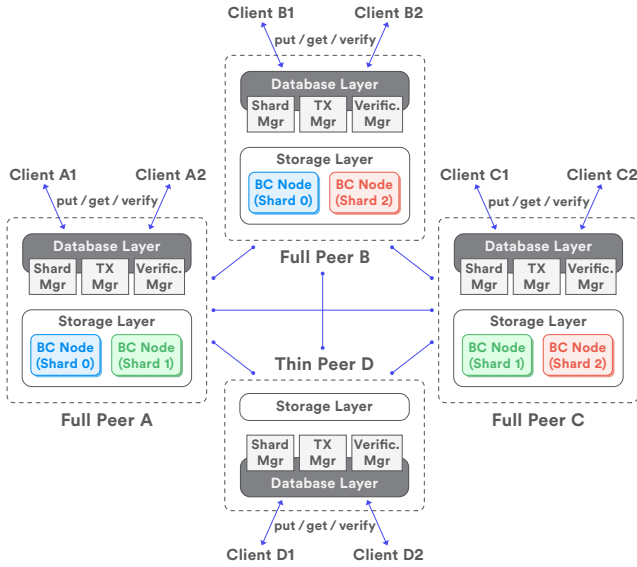 Client B1
Client B2
put / get / verify
Database Layer
Shard
Mgr
TX
Mgr
Verific.
Mgr
Storage Layer
BC Node
(Shard 0)
BC Node
(Shard 2)
Full Peer B
Client A1
Client A2
put / get / verify
Database Layer
Shard
Mgr
TX
Mgr
Verific.
Mgr
Storage Layer
BC Node
(Shard 0)
BC Node
(Shard 1)
Full Peer A
Client C1
Client C2
put / get / verify
Database Layer
Shard
Mgr
TX
Mgr
Verific.
Mgr
Storage Layer
BC Node
(Shard 1)
BC Node
(Shard 2)
Full Peer C
Thin Peer D
Storage Layer
Shard
Mgr
TX
Mgr
Verific.
Mgr
Database Layer
put / get / verify
Client D1
Client D2